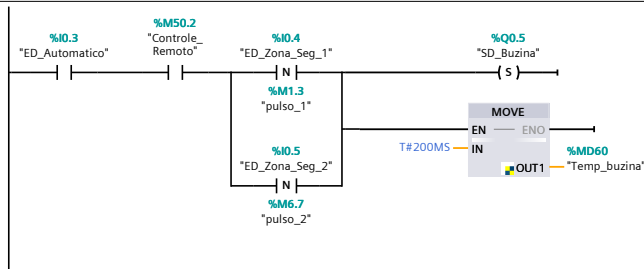 %M50.2
%I0.3
"Controle_
%I0.4
%Q0.5
"ED_Automatico"
Remoto"
"ED_Zona_Seg_1"
"SD_Buzina"
N
S
%M1.3
"pulso_1"
MOVE
EN
ENO
T#200MS
IN
%I0.5
%MD60
"ED_Zona_Seg_2"
OUT1
"Temp_buzina"
N
%M6.7
"pulso_2"